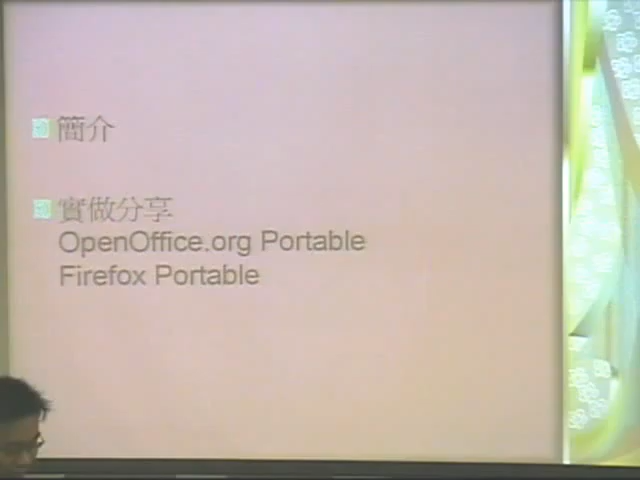 簡介
實做分享
OpenOffice.org Portable
Firefox Portable